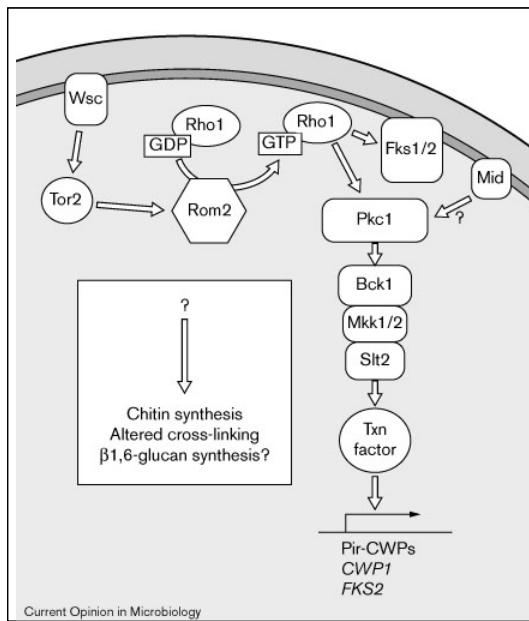 Wsc
Rho1
GDP
Rho1
GTP
Fks1/2
Mid
Tor2
Rom2
Pkc1
?
Bck1
Mkk1/2
Slt2
?
Chitin synthesis
Altered cross-linking
β1,6-glucan synthesis?
Txn
factor
Pir-CWPs
CWP1
FKS2
Current Opinion in Microbiology